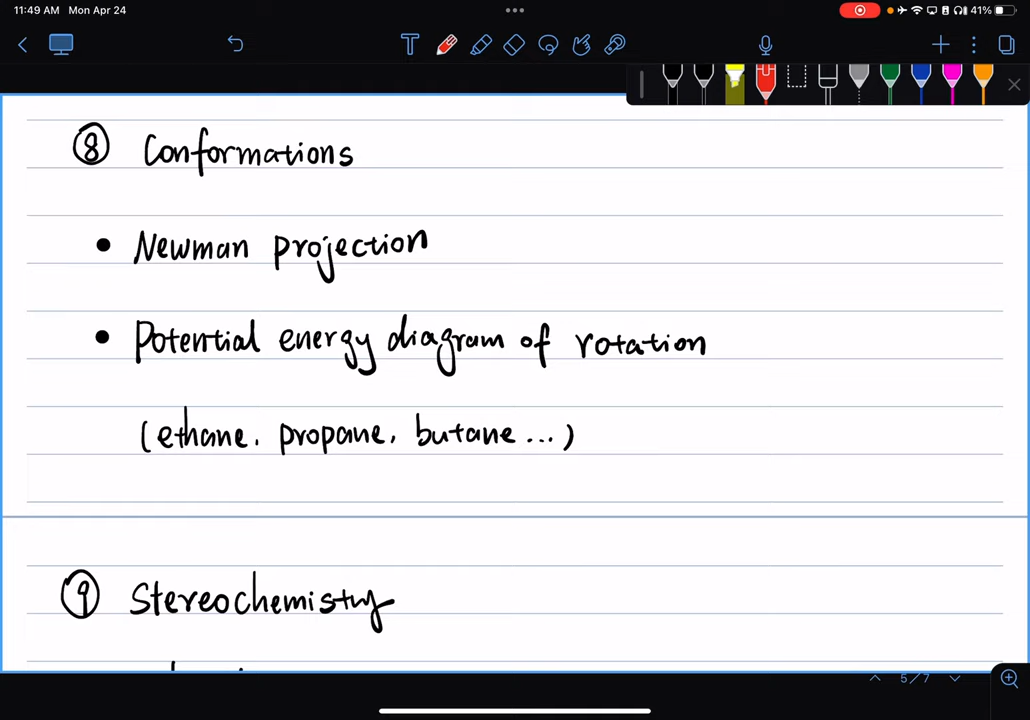 11:49 AM Mon Apr 24
41%
⑧ Conformations
• Newman projection
• Potential energy diagram of rotation
(ethane, propane, butane...)
⑨ Stereochemistry
5/7